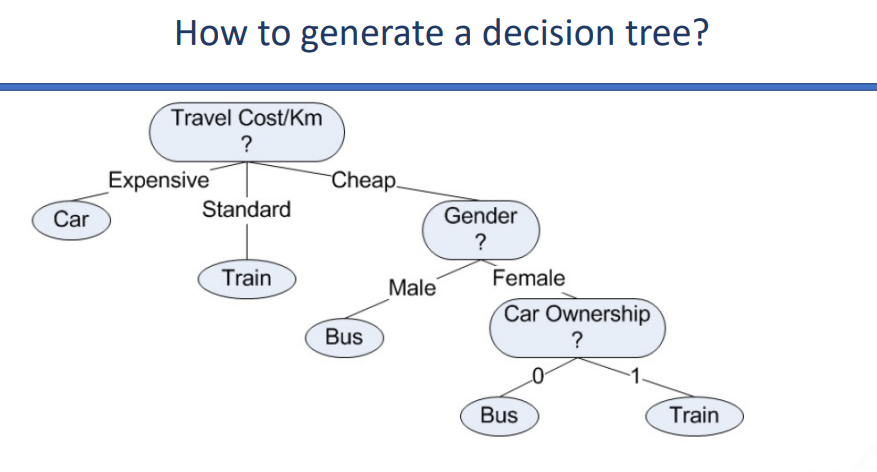 How to generate a decision tree?
Travel Cost/Km
?
Expensive
Cheap
Standard
Car
Gender
?
Train
Male
Female
Bus
Car Ownership
?
0
1
Bus
Train